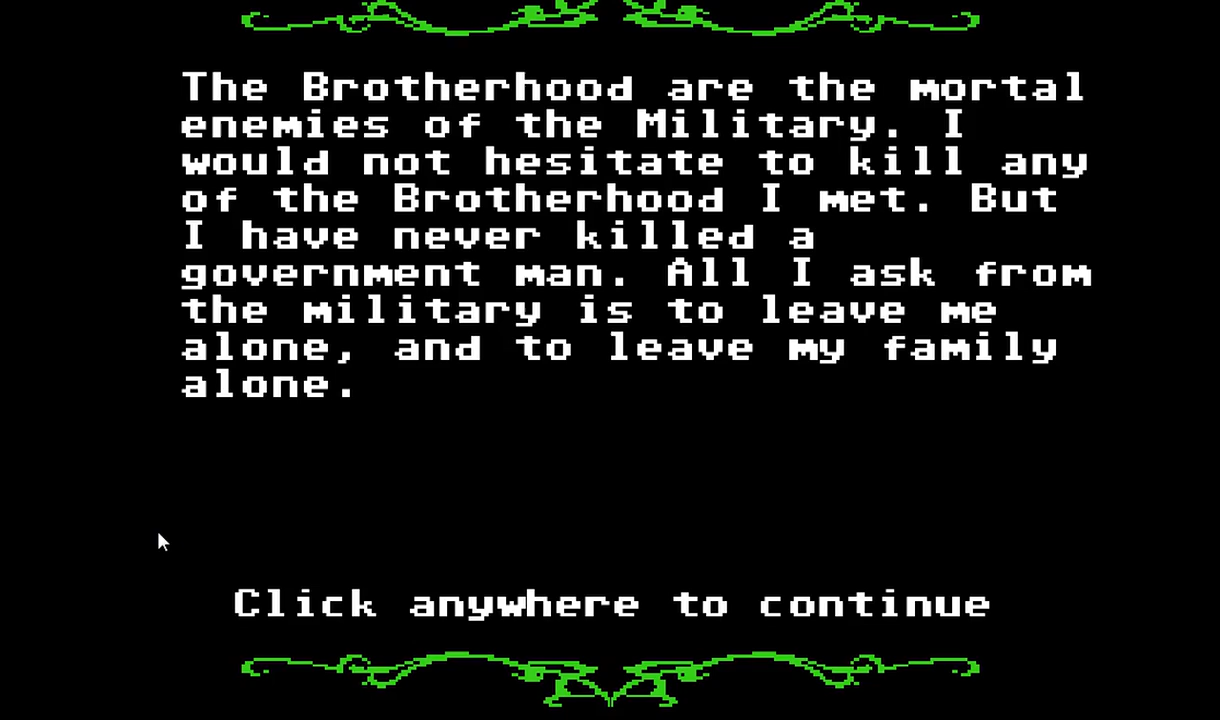 The Brotherhood are the mortal
enemies of the Military. I
would not hesitate to kill any
of the Brotherhood I met. But
I have never killed a
government man. All I ask from
the military is to leave me
alone, and to leave my family
alone.
Click anywhere to continue